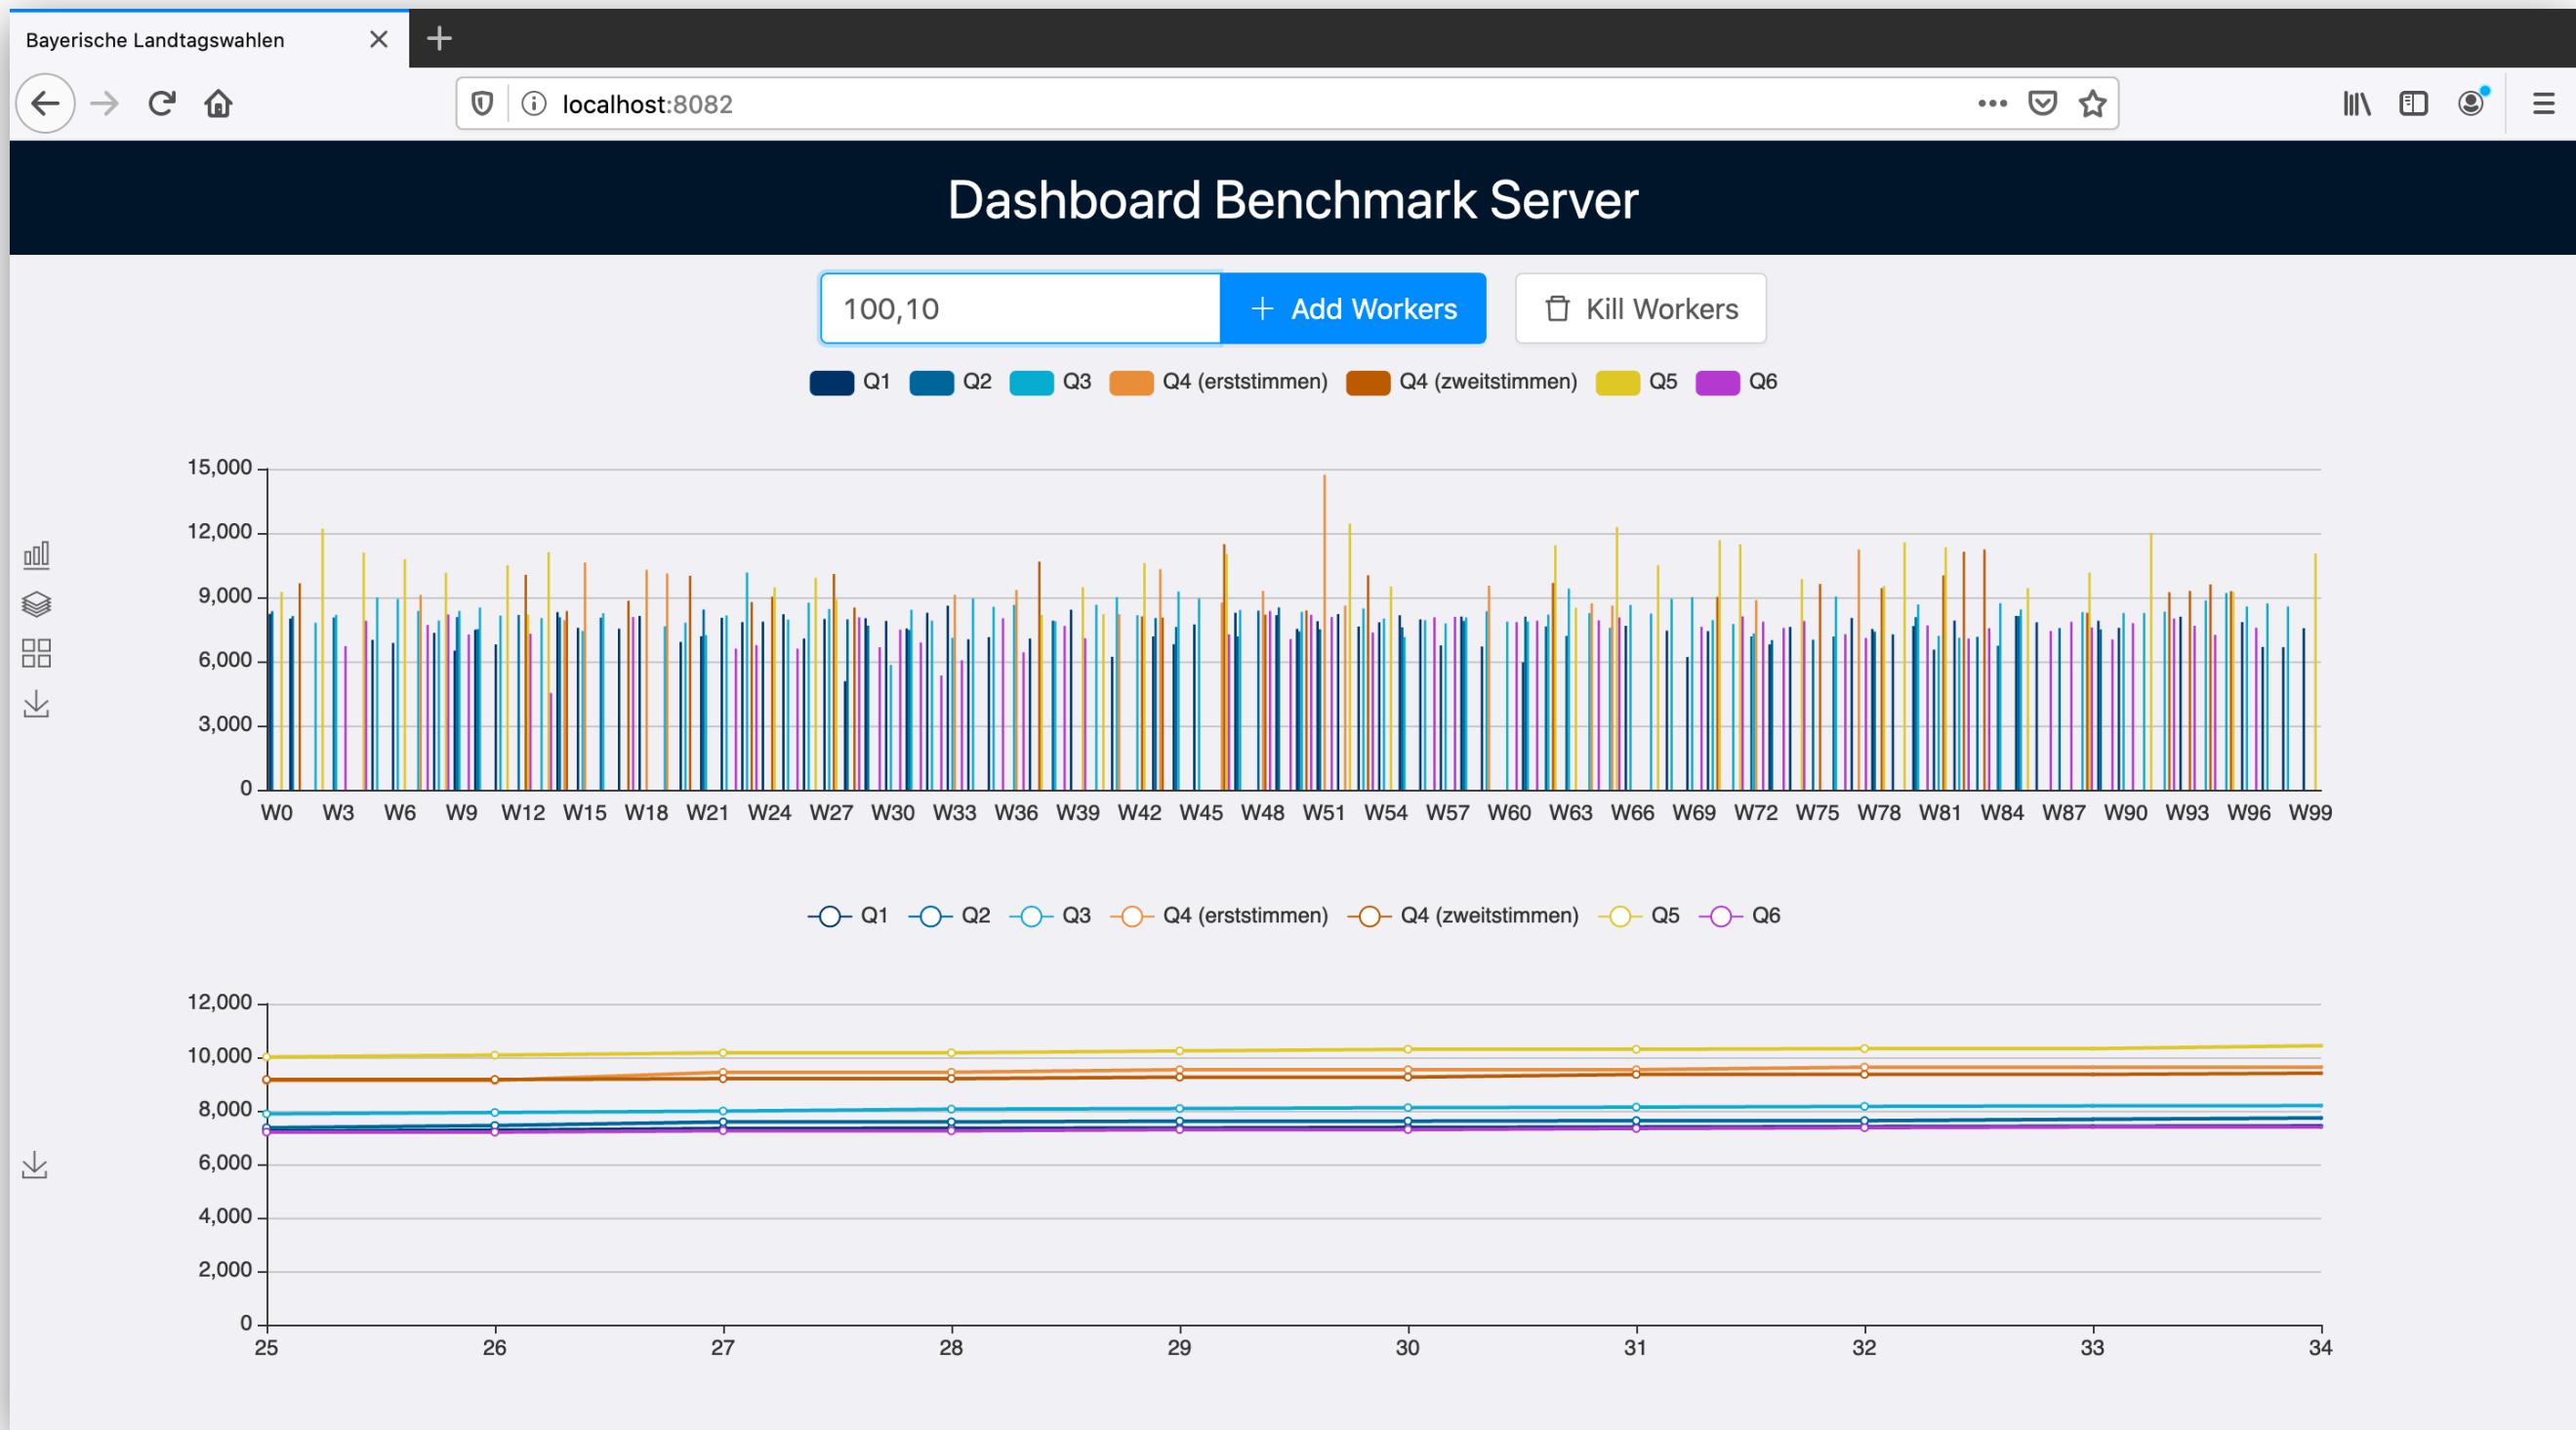 Bayerische Landtagswahlen
localhost:8082
Dashboard Benchmark Server
100,10
Add Workers
Kill Workers
Q1 Q2 Q3 Q4 (erststimmen) Q4 (zweitstimmen) Q5 Q6
15,000
12,000
9,000
6,000
3,000
0
W0 W3 W6 W9 W12 W15 W18 W21 W24 W27 W30 W33 W36 W39 W42 W45 W48 W51 W54 W57 W60 W63 W66 W69 W72 W75 W78 W81 W84 W87 W90 W93 W96 W99
Q1 Q2 Q3 Q4 (erststimmen) Q4 (zweitstimmen) Q5 Q6
12,000
10,000
8,000
6,000
4,000
2,000
0
25 26 27 28 29 30 31 32 33 34